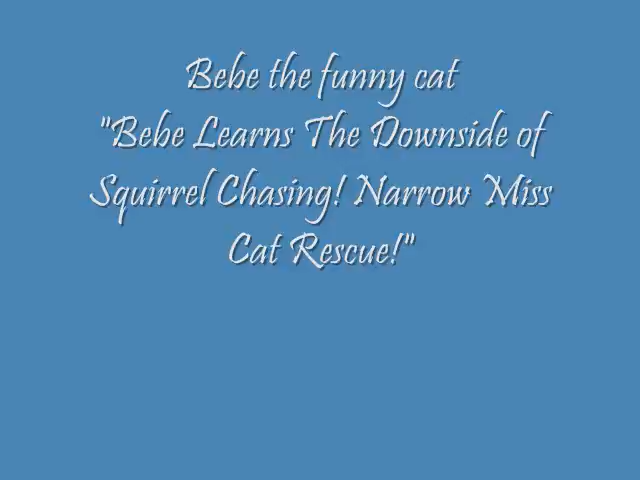 Bebe the funny cat
"Bebe Learns The Downside of
Squirrel Chasing! Narrow Miss
Cat Rescue!"